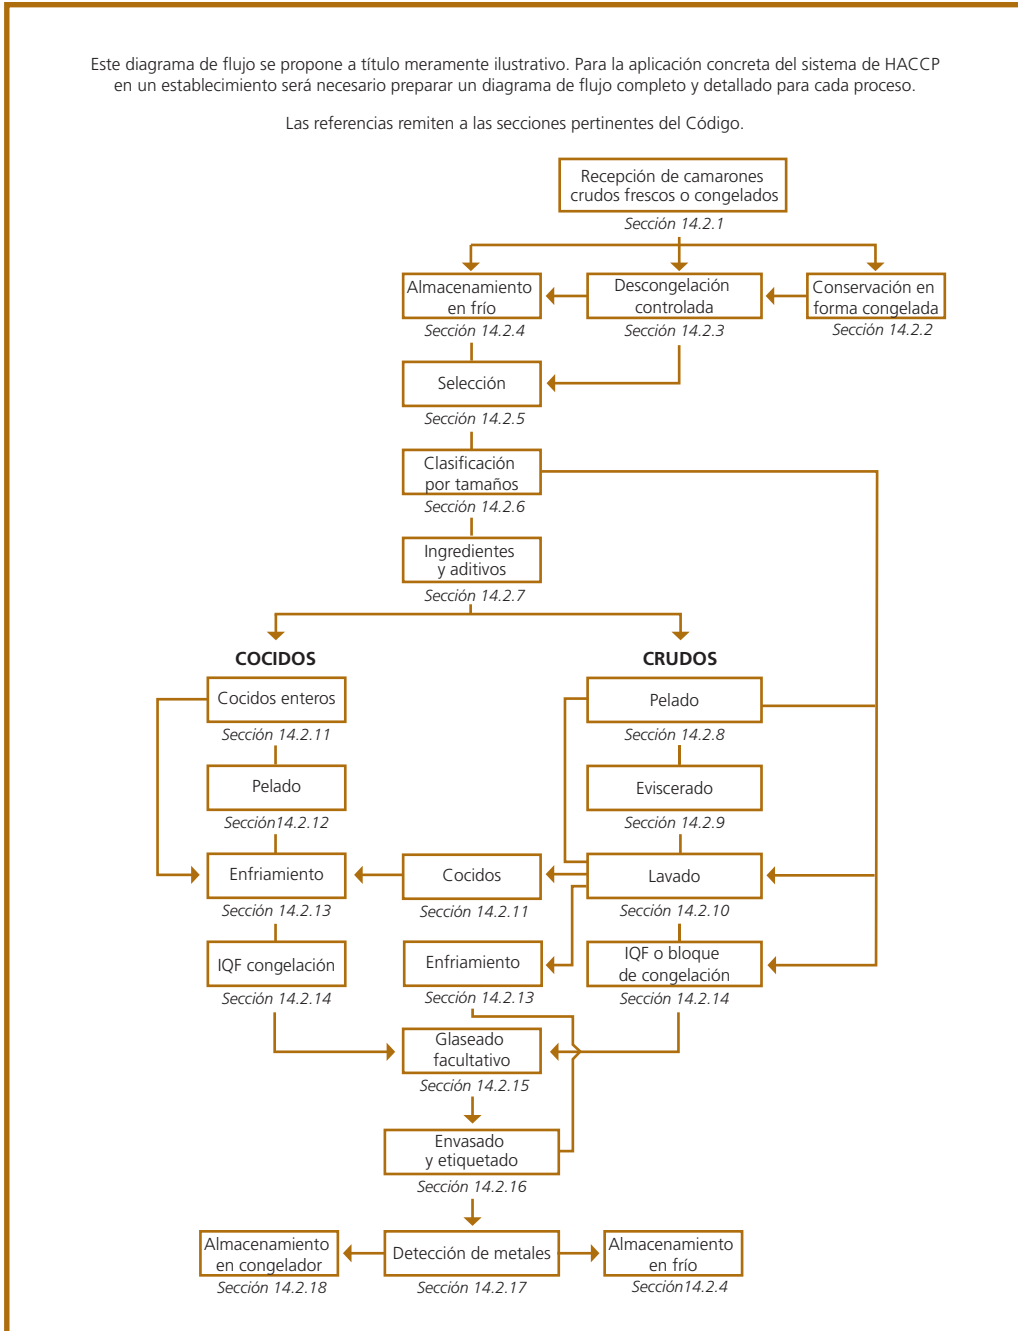 Este diagrama de flujo se propone a título meramente ilustrativo. Para la aplicación concreta del sistema de HACCP
en un establecimiento será necesario preparar un diagrama de flujo completo y detallado para cada proceso.
Las referencias remiten a las secciones pertinentes del Código.
Recepción de camarones
crudos frescos o congelados
Sección 14.2.1
Almacenamiento
en frío
Sección 14.2.4
Descongelación
controlada
Sección 14.2.3
Conservación en
forma congelada
Sección 14.2.2
Selección
Sección 14.2.5
Clasificación
por tamaños
Sección 14.2.6
Ingredientes
y aditivos
Sección 14.2.7
COCIDOS
CRUDOS
Cocidos enteros
Sección 14.2.11
Pelado
Sección 14.2.8
Pelado
Sección14.2.12
Eviscerado
Sección 14.2.9
Enfriamiento
Sección 14.2.13
Cocidos
Sección 14.2.11
Lavado
Sección 14.2.10
IQF congelación
Sección 14.2.14
Enfriamiento
Sección 14.2.13
IQF o bloque
de congelación
Sección 14.2.14
Glaseado
facultativo
Sección 14.2.15
Envasado
y etiquetado
Sección 14.2.16
Almacenamiento
en congelador
Sección 14.2.18
Detección de metales
Sección 14.2.17
Almacenamiento
en frío
Sección14.2.4